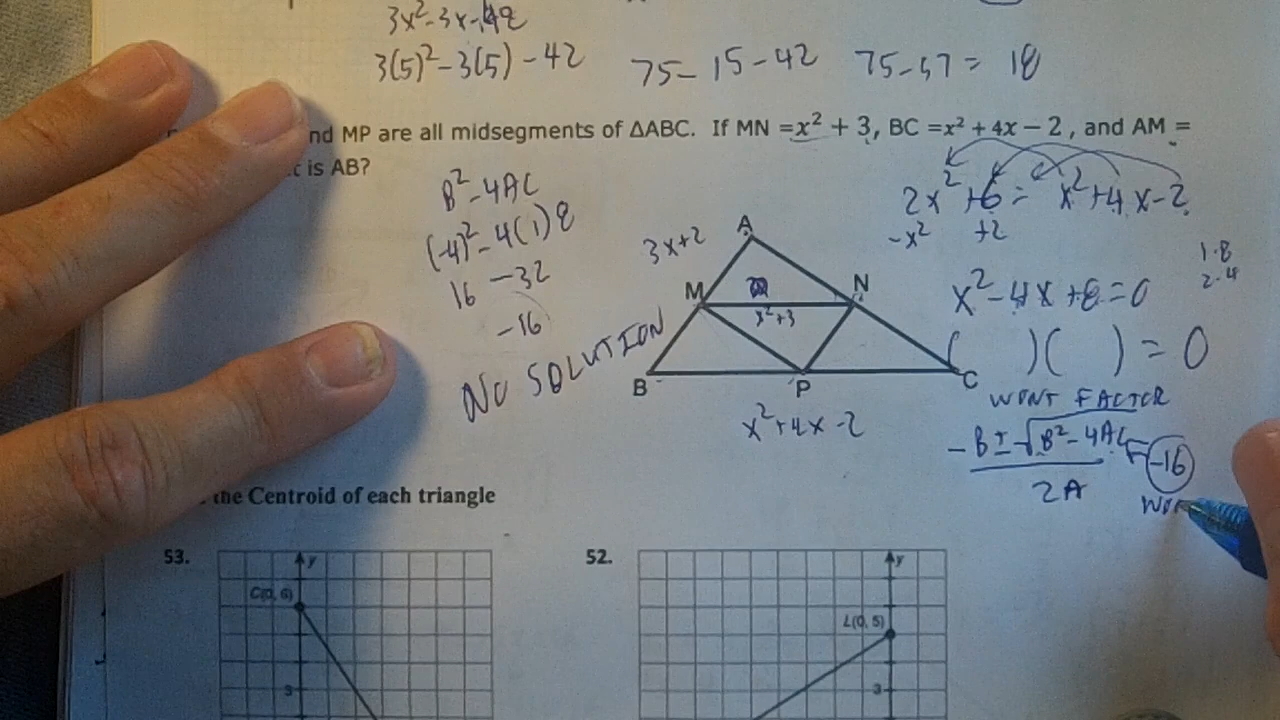 3x²-3x-42
3(5)²-3(5)-42 75-15-42 75-57= 18
nd MP are all midsegments of ΔABC. If MN =x² + 3, BC =x² + 4x – 2 , and AM =
is AB?
B²-4AC
(-4)²-4(1)8
16 -32
-16
NO SOLUTION
2x²+6= x²+4x-2
-x² +2
1·8
2·4
x²-4x+8=0
( )( ) = 0
WONT FACTOR
-B±√B²-4AC
2A
√-16
3x+2
A
M
N
3²+3
B
P
C
x²+4x-2
the Centroid of each triangle
53.
y
C(0, 6)
3
52.
y
L(0, 5)
3